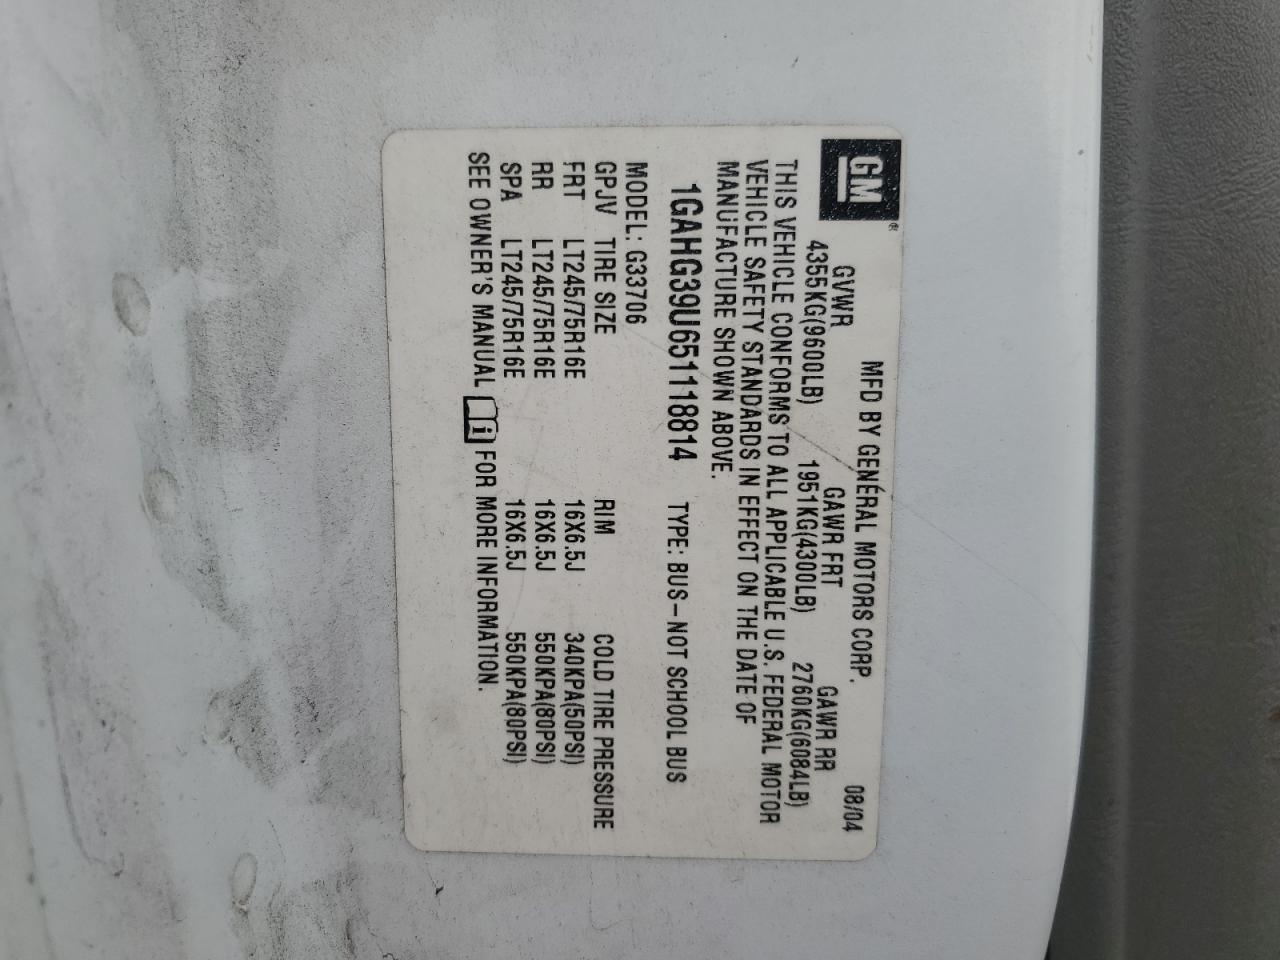 GM®
MFD BY GENERAL MOTORS CORP. 08/04
GVWR GAWR FRT GAWR RR
4355KG(9600LB) 1951KG(4300LB) 2760KG(6084LB)
THIS VEHICLE CONFORMS TO ALL APPLICABLE U.S. FEDERAL MOTOR
VEHICLE SAFETY STANDARDS IN EFFECT ON THE DATE OF
MANUFACTURE SHOWN ABOVE.
1GAHG39U651118814 TYPE: BUS-NOT SCHOOL BUS
MODEL: G33706
GPJV TIRE SIZE RIM COLD TIRE PRESSURE
FRT LT245/75R16E 16X6.5J 340KPA(50PSI)
RR LT245/75R16E 16X6.5J 550KPA(80PSI)
SPA LT245/75R16E 16X6.5J 550KPA(80PSI)
SEE OWNER'S MANUAL i FOR MORE INFORMATION.